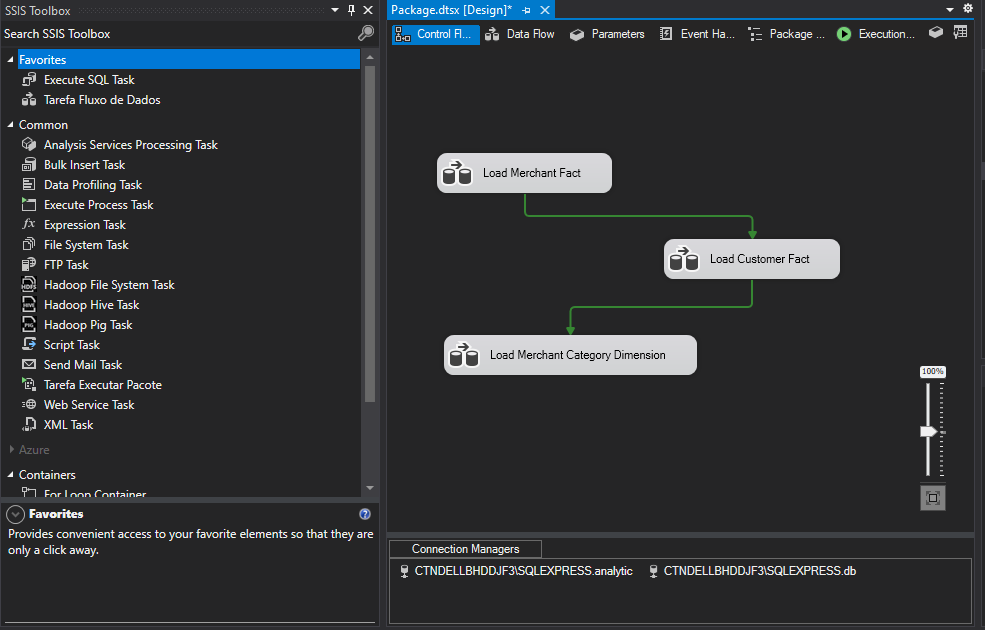 SSIS Toolbox
Search SSIS Toolbox
Favorites
Execute SQL Task
Tarefa Fluxo de Dados
Common
Analysis Services Processing Task
Bulk Insert Task
Data Profiling Task
Execute Process Task
fx Expression Task
File System Task
FTP Task
HDFS Hadoop File System Task
HIVE Hadoop Hive Task
PIG Hadoop Pig Task
Script Task
Send Mail Task
Tarefa Executar Pacote
Web Service Task
XML Task
Azure
Containers
For Loop Container
Favorites
Provides convenient access to your favorite elements so that they are
only a click away.
Package.dtsx [Design]*
Control Fl... Data Flow Parameters Event Ha... Package ... Execution...
Load Merchant Fact
Load Customer Fact
Load Merchant Category Dimension
100%
Connection Managers
CTNDELLBHDDJF3\SQLEXPRESS.analytic CTNDELLBHDDJF3\SQLEXPRESS.db